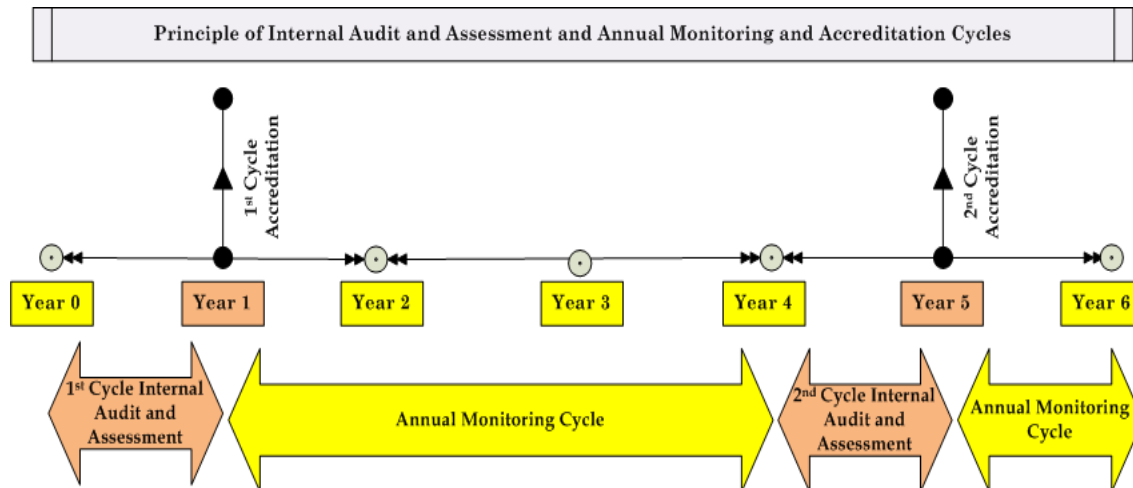 Principle of Internal Audit and Assessment and Annual Monitoring and Accreditation Cycles
1st Cycle
Accreditation
2nd Cycle
Accreditation
Year 0
Year 1
Year 2
Year 3
Year 4
Year 5
Year 6
1st Cycle Internal
Audit and
Assessment
Annual Monitoring Cycle
2nd Cycle Internal
Audit and
Assessment
Annual Monitoring
Cycle